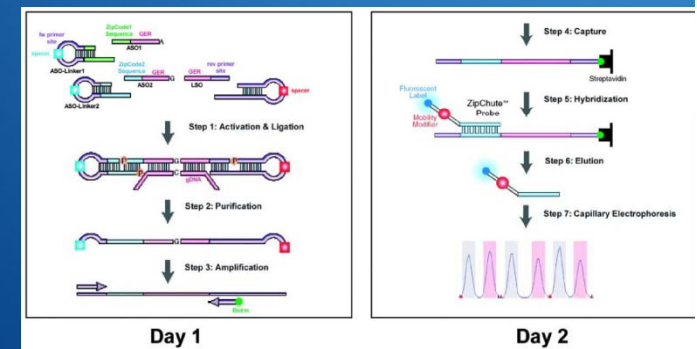 fw primer
site
spacer
ASO-Linker1
ZipCode1
Sequence
GER
A
ASO1
ZipCode2
Sequence
GER
G
ASO2
ASO-Linker2
GER
rev primer
site
LSO
spacer
Step 1: Activation & Ligation
P
P
G
P
C
gDNA
Step 2: Purification
G
Step 3: Amplification
Biotin
Day 1
Step 4: Capture
Streptavidin
Step 5: Hybridization
Fluorescent
Label
Mobility
Modifier
ZipChute™
Probe
Step 6: Elution
Step 7: Capillary Electrophoresis
Day 2